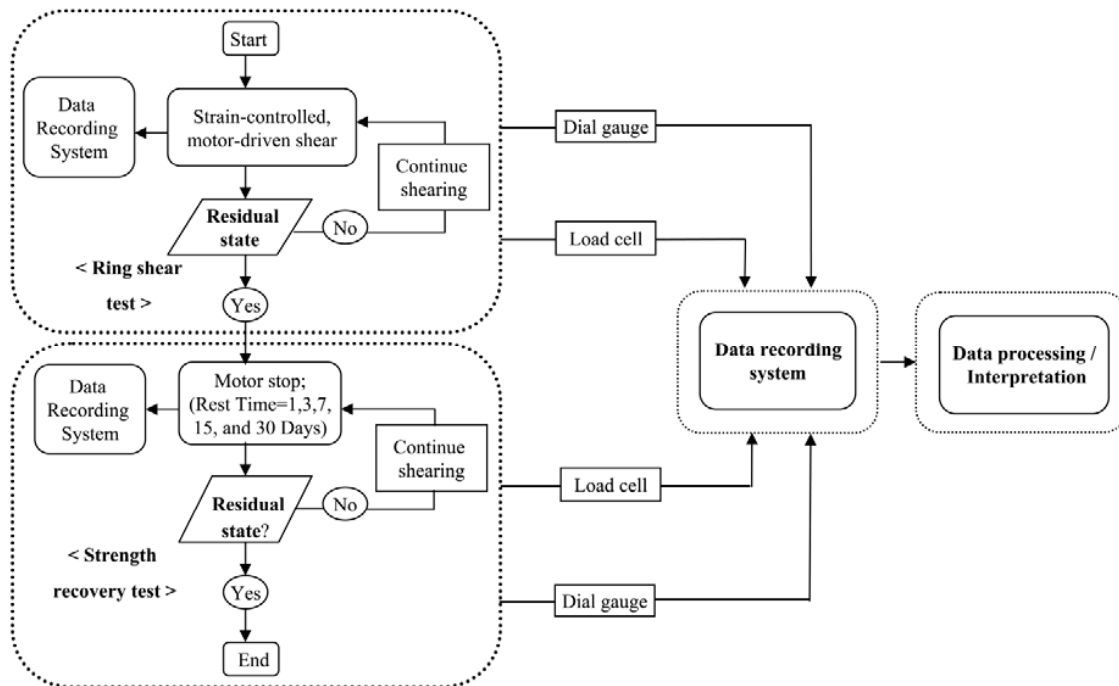 Start
Data
Recording
System
Strain-controlled,
motor-driven shear
Continue
shearing
Residual
state
No
< Ring shear
test >
Yes
Data
Recording
System
Motor stop;
(Rest Time=1,3,7,
15, and 30 Days)
Continue
shearing
Residual
state?
No
< Strength
recovery test >
Yes
End
Dial gauge
Load cell
Load cell
Dial gauge
Data recording
system
Data processing /
Interpretation